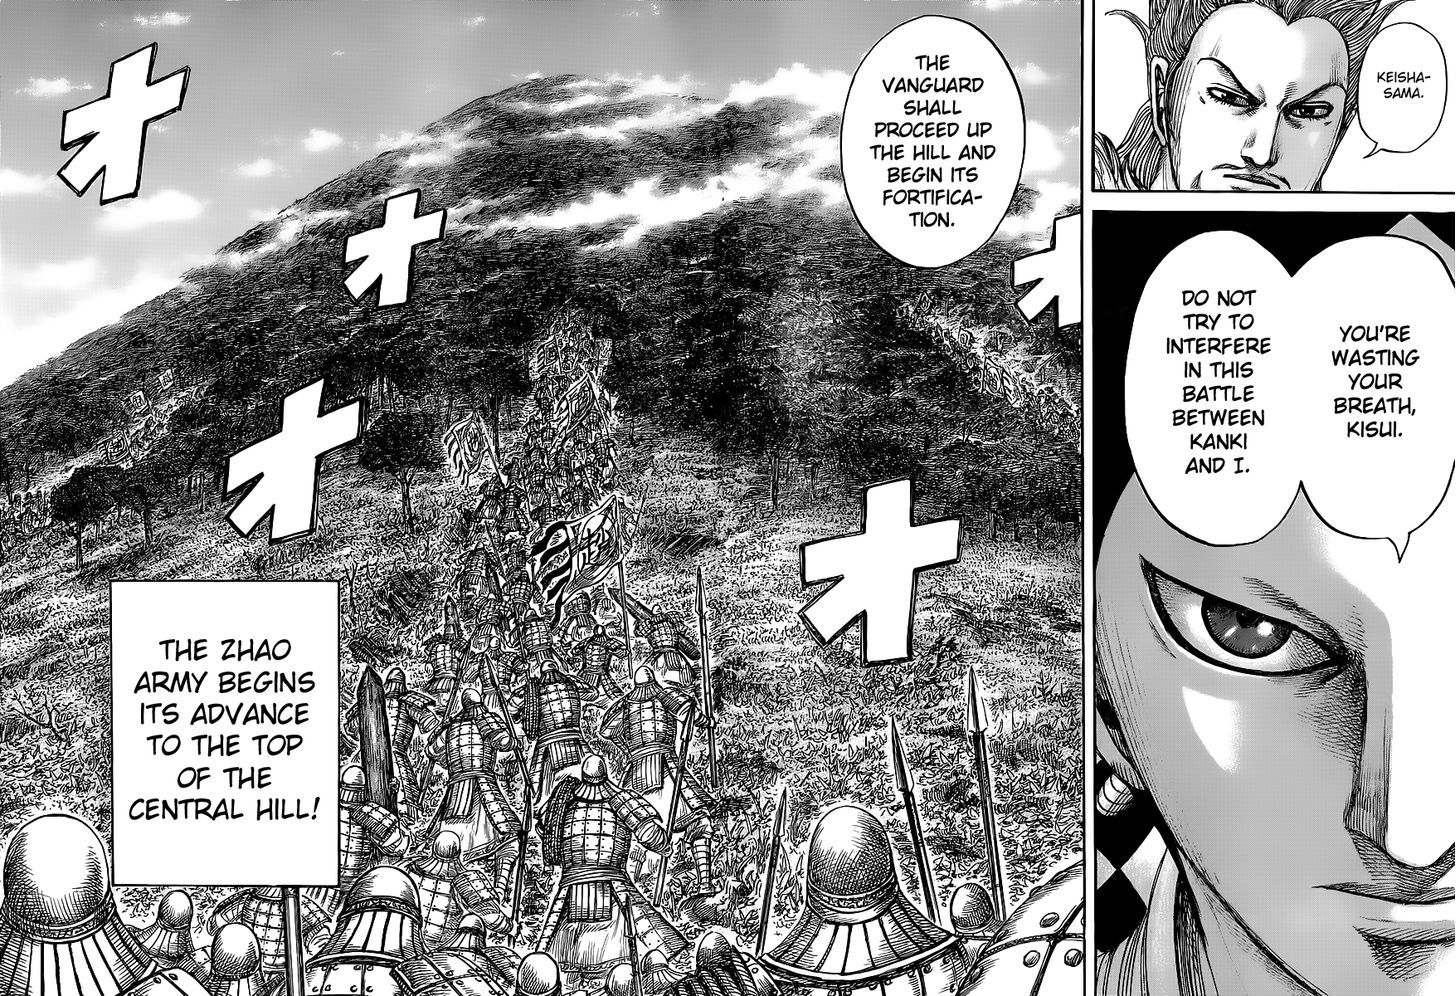 KEISHA-
SAMA.
YOU'RE
WASTING
YOUR
BREATH,
KISUI.
DO NOT
TRY TO
INTERFERE
IN THIS
BATTLE
BETWEEN
KANKI
AND I.
THE
VANGUARD
SHALL
PROCEED UP
THE HILL AND
BEGIN ITS
FORTIFICA-
TION.
オ
オ
オ
オ
オ
THE ZHAO
ARMY BEGINS
ITS ADVANCE
TO THE TOP
OF THE
CENTRAL HILL!